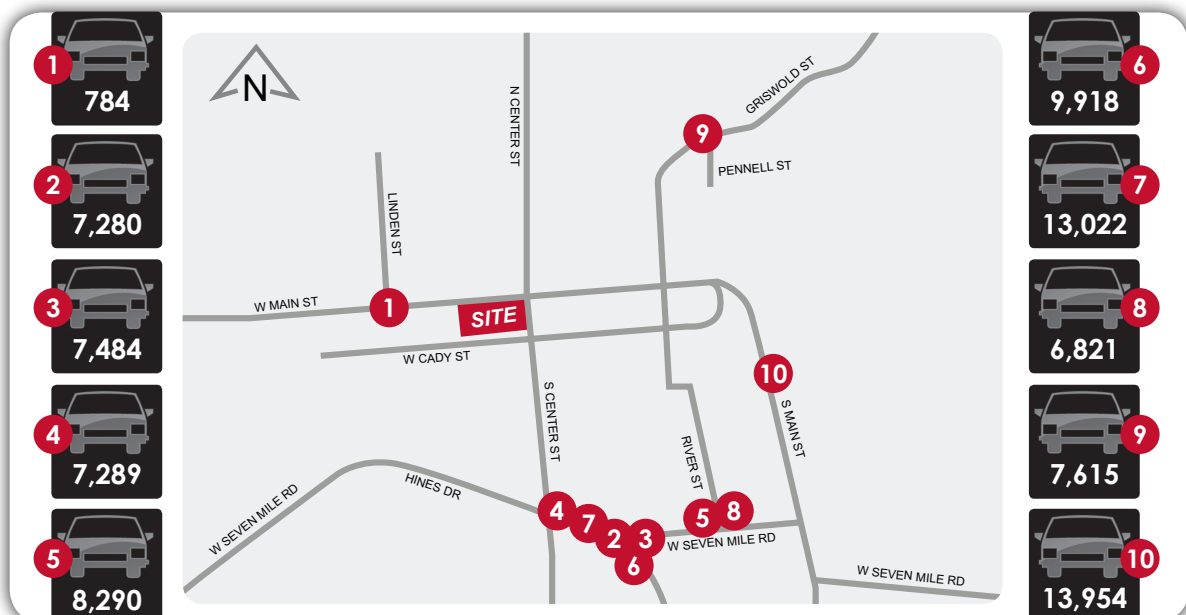 1
784
2
7,280
3
7,484
4
7,289
5
8,290
N
N CENTER ST
GRISWOLD ST
9
PENNELL ST
LINDEN ST
W MAIN ST
1
SITE
W CADY ST
10
S MAIN ST
S CENTER ST
RIVER ST
HINES DR
W SEVEN MILE RD
4
7
2
3
6
5
8
W SEVEN MILE RD
W SEVEN MILE RD
6
9,918
7
13,022
8
6,821
9
7,615
10
13,954